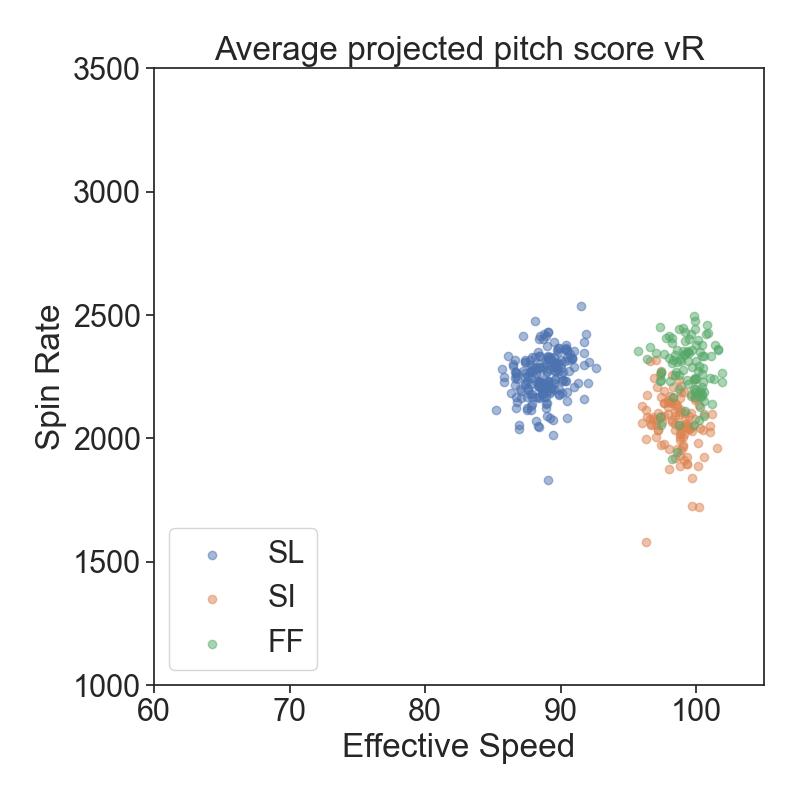 Average projected pitch score vR
3500
3000
2500
2000
1500
1000
Spin Rate
SL
SI
FF
60 70 80 90 100
Effective Speed